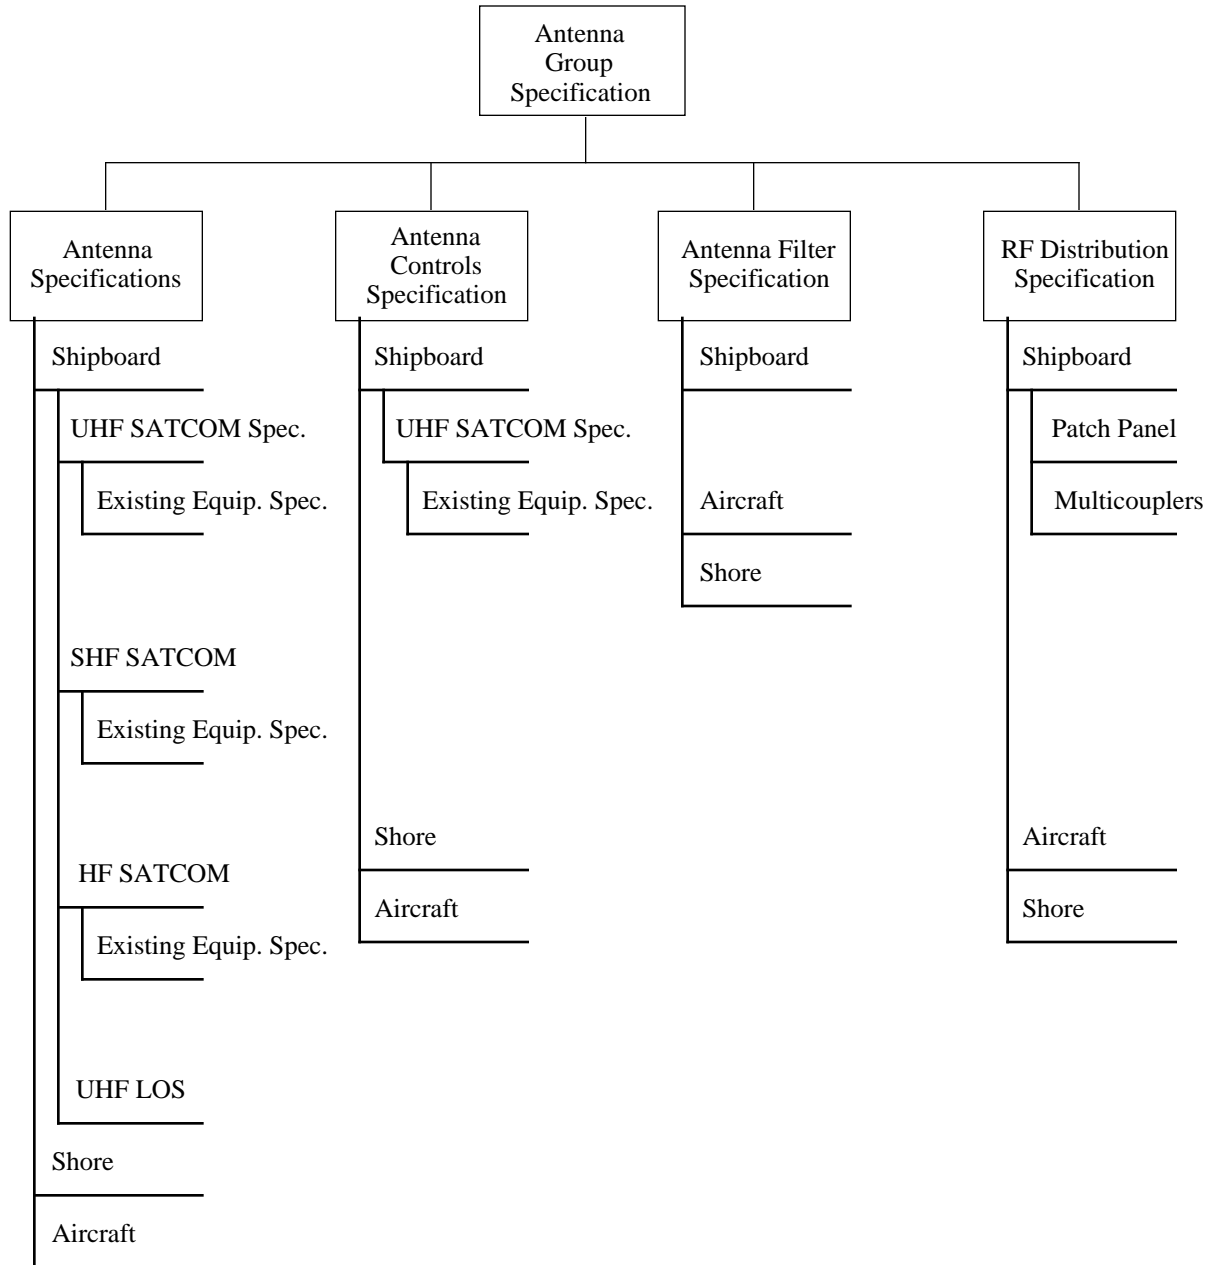 Antenna
Group
Specification
Antenna
Specifications
Shipboard
UHF SATCOM Spec.
Existing Equip. Spec.
SHF SATCOM
Existing Equip. Spec.
HF SATCOM
Existing Equip. Spec.
UHF LOS
Shore
Aircraft
Antenna
Controls
Specification
Shipboard
UHF SATCOM Spec.
Existing Equip. Spec.
Shore
Aircraft
Antenna Filter
Specification
Shipboard
Aircraft
Shore
RF Distribution
Specification
Shipboard
Patch Panel
Multicouplers
Aircraft
Shore